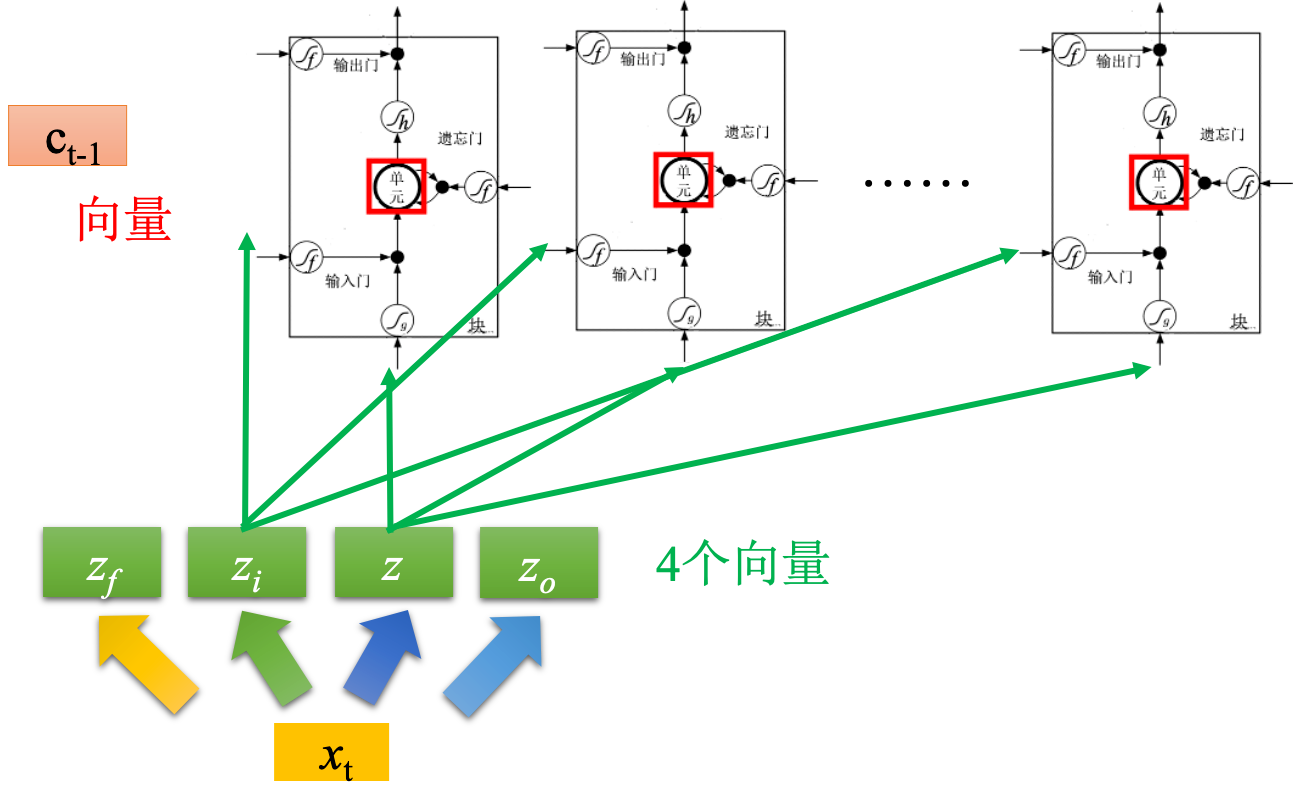 f
输出门
h
遗忘门
单元
f
f
输入门
g
块
f
输出门
h
遗忘门
单元
f
f
输入门
g
块
......
f
输出门
h
遗忘门
单元
f
f
输入门
g
块
c_{t-1}
向量
z_f
z_i
z
z_o
4个向量
x_t